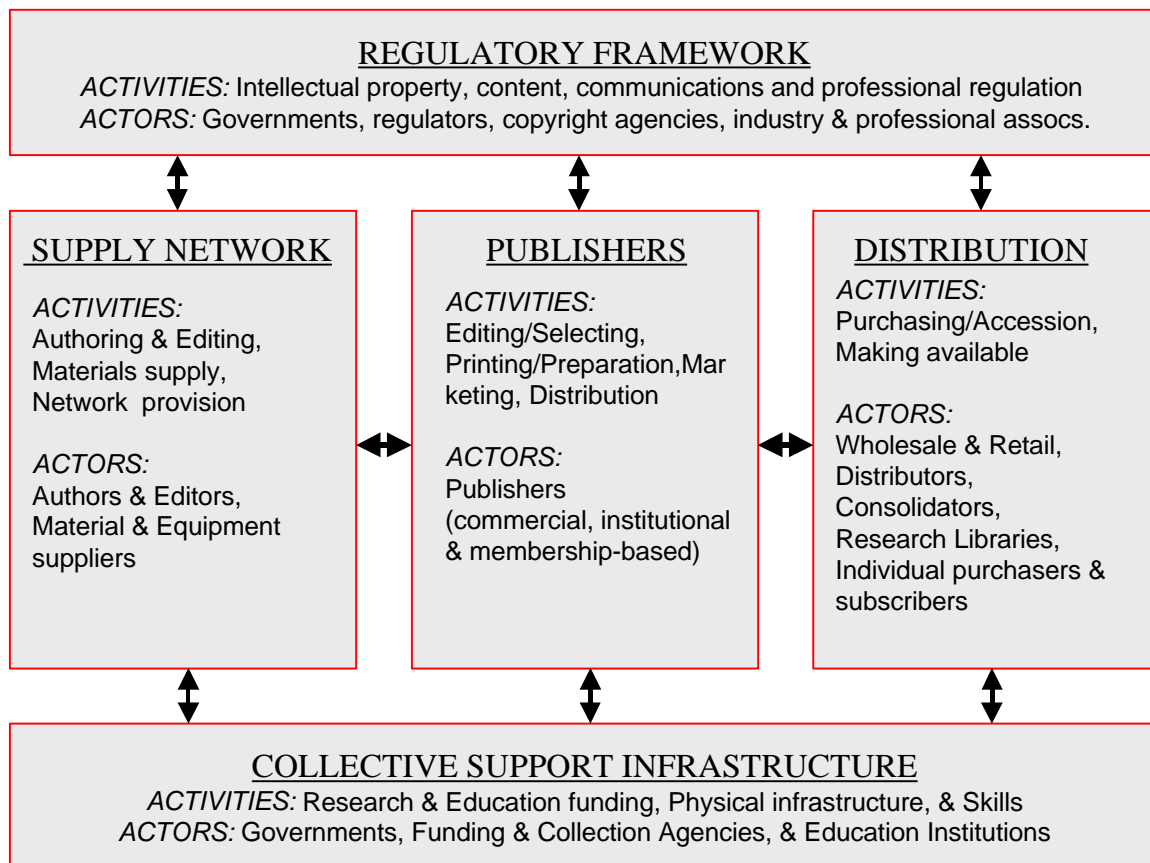 REGULATORY FRAMEWORK
ACTIVITIES: Intellectual property, content, communications and professional regulation
ACTORS: Governments, regulators, copyright agencies, industry & professional assocs.
SUPPLY NETWORK
ACTIVITIES:
Authoring & Editing,
Materials supply,
Network provision
ACTORS:
Authors & Editors,
Material & Equipment
suppliers
PUBLISHERS
ACTIVITIES:
Editing/Selecting,
Printing/Preparation,Mar
keting, Distribution
ACTORS:
Publishers
(commercial, institutional
& membership-based)
DISTRIBUTION
ACTIVITIES:
Purchasing/Accession,
Making available
ACTORS:
Wholesale & Retail,
Distributors,
Consolidators,
Research Libraries,
Individual purchasers &
subscribers
COLLECTIVE SUPPORT INFRASTRUCTURE
ACTIVITIES: Research & Education funding, Physical infrastructure, & Skills
ACTORS: Governments, Funding & Collection Agencies, & Education Institutions